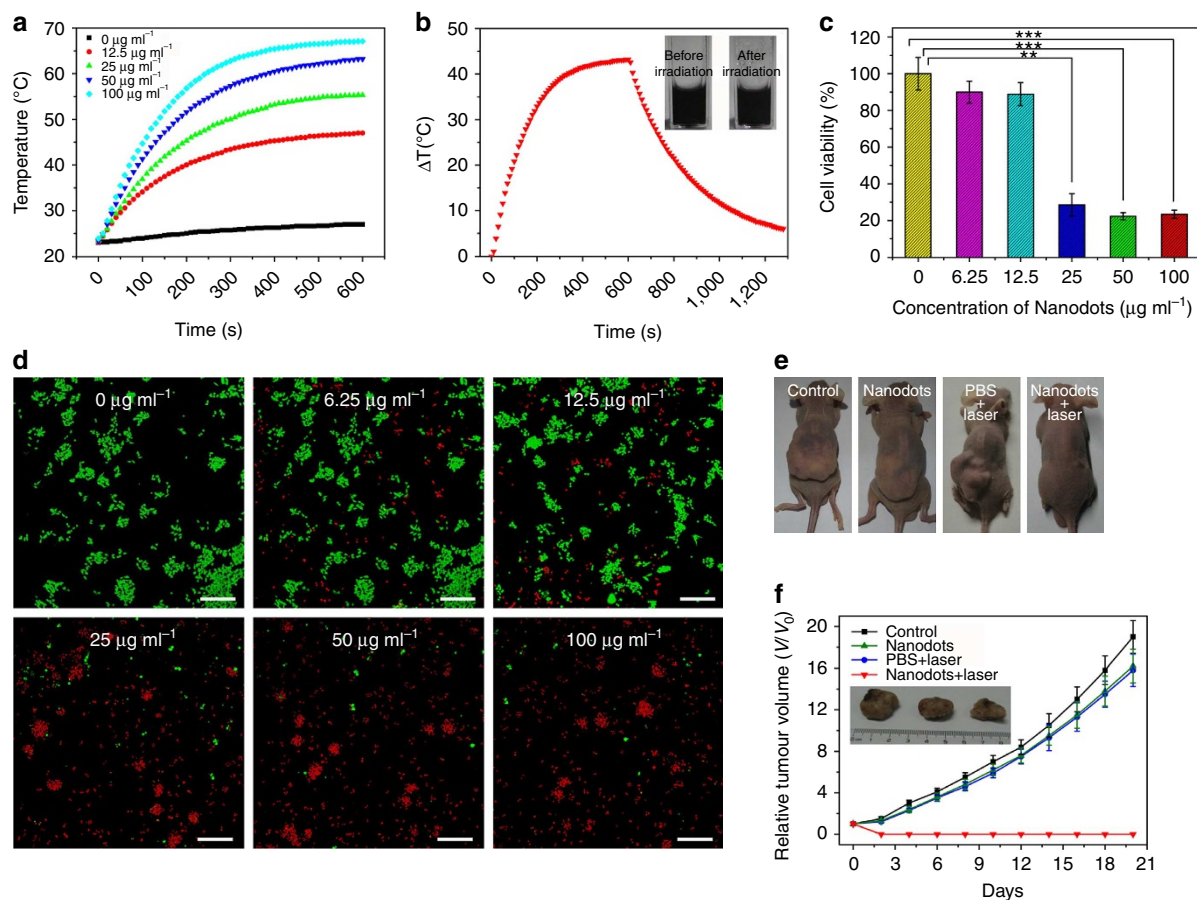 a
70
60
50
40
30
20
Temperature (°C)
0 μg ml⁻¹
12.5 μg ml⁻¹
25 μg ml⁻¹
50 μg ml⁻¹
100 μg ml⁻¹
0
100
200
300
400
500
600
Time (s)
b
50
40
30
20
10
0
ΔT(°C)
Before irradiation
After irradiation
0
200
400
600
800
1,000
1,200
Time (s)
c
120
100
80
60
40
20
0
Cell viability (%)
***
***
**
0 6.25 12.5 25 50 100
Concentration of Nanodots (μg ml⁻¹)
d
0 μg ml⁻¹
6.25 μg ml⁻¹
12.5 μg ml⁻¹
25 μg ml⁻¹
50 μg ml⁻¹
100 μg ml⁻¹
e
Control
Nanodots
PBS
+
laser
Nanodots
+
laser
f
20
16
12
8
4
0
Relative tumour volume (V/V₀)
Control
Nanodots
PBS+laser
Nanodots+laser
0 3 6 9 12 15 18 21
Days